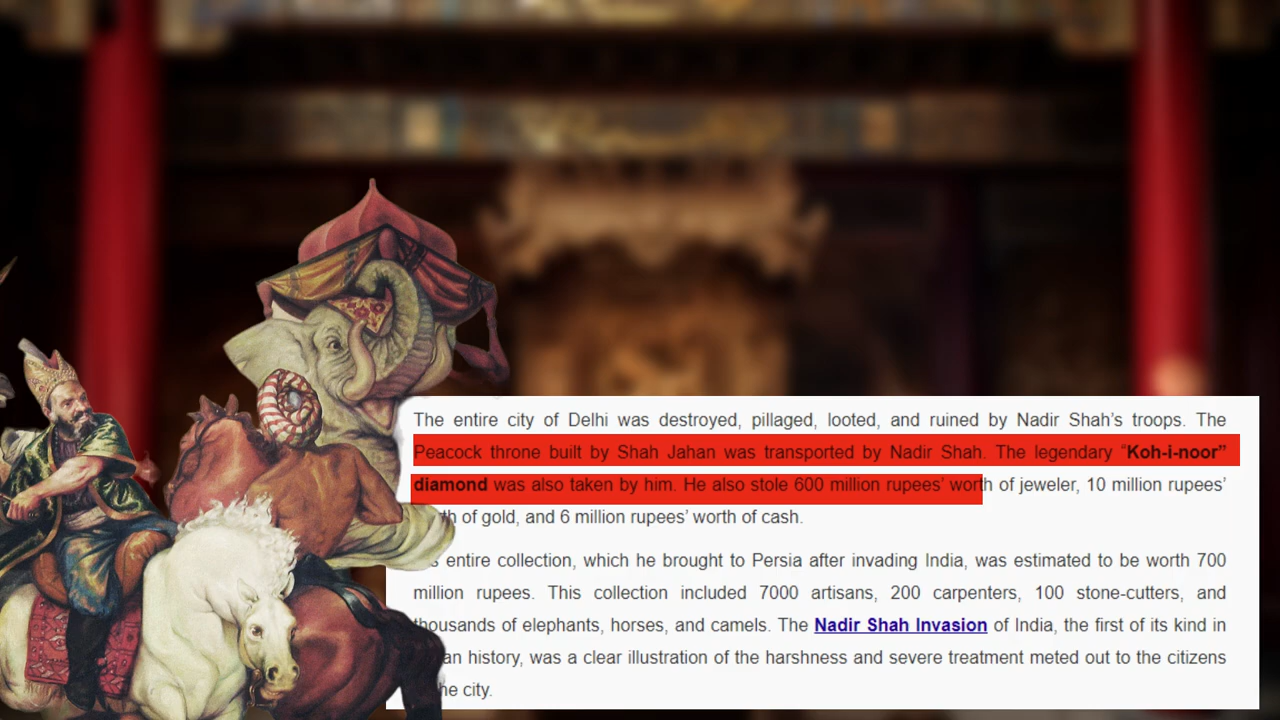 The entire city of Delhi was destroyed, pillaged, looted, and ruined by Nadir Shah’s troops. The
Peacock throne built by Shah Jahan was transported by Nadir Shah. The legendary “Koh-i-noor”
diamond was also taken by him. He also stole 600 million rupees’ worth of jeweler, 10 million rupees’
of gold, and 6 million rupees’ worth of cash.
entire collection, which he brought to Persia after invading India, was estimated to be worth 700
million rupees. This collection included 7000 artisans, 200 carpenters, 100 stone-cutters, and
thousands of elephants, horses, and camels. The Nadir Shah Invasion of India, the first of its kind in
history, was a clear illustration of the harshness and severe treatment meted out to the citizens
city.